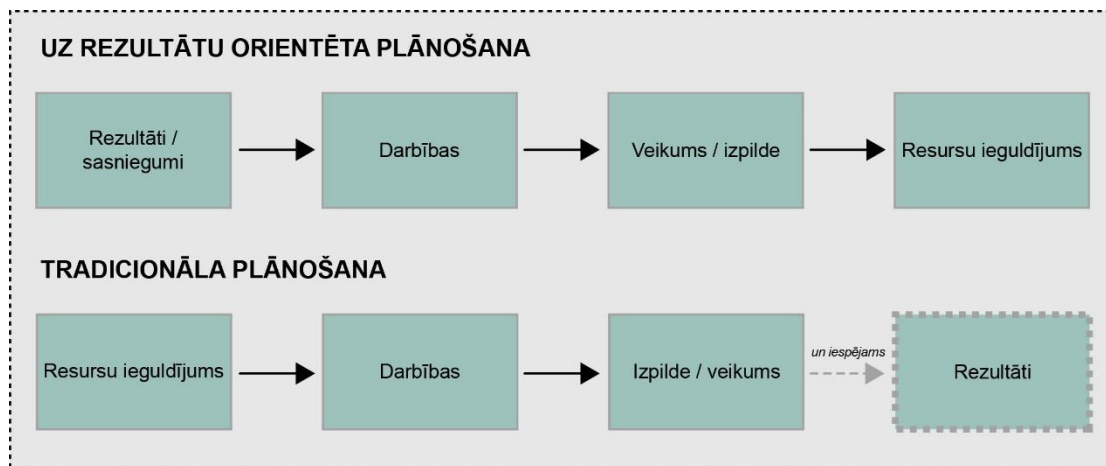 UZ REZULTĀTU ORIENTĒTA PLĀNOŠANA
Rezultāti /
sasniegumi
Darbības
Veikums / izpilde
Resursu ieguldījums
TRADICIONĀLA PLĀNOŠANA
Resursu ieguldījums
Darbības
Izpilde / veikums
un iespējams
Rezultāti